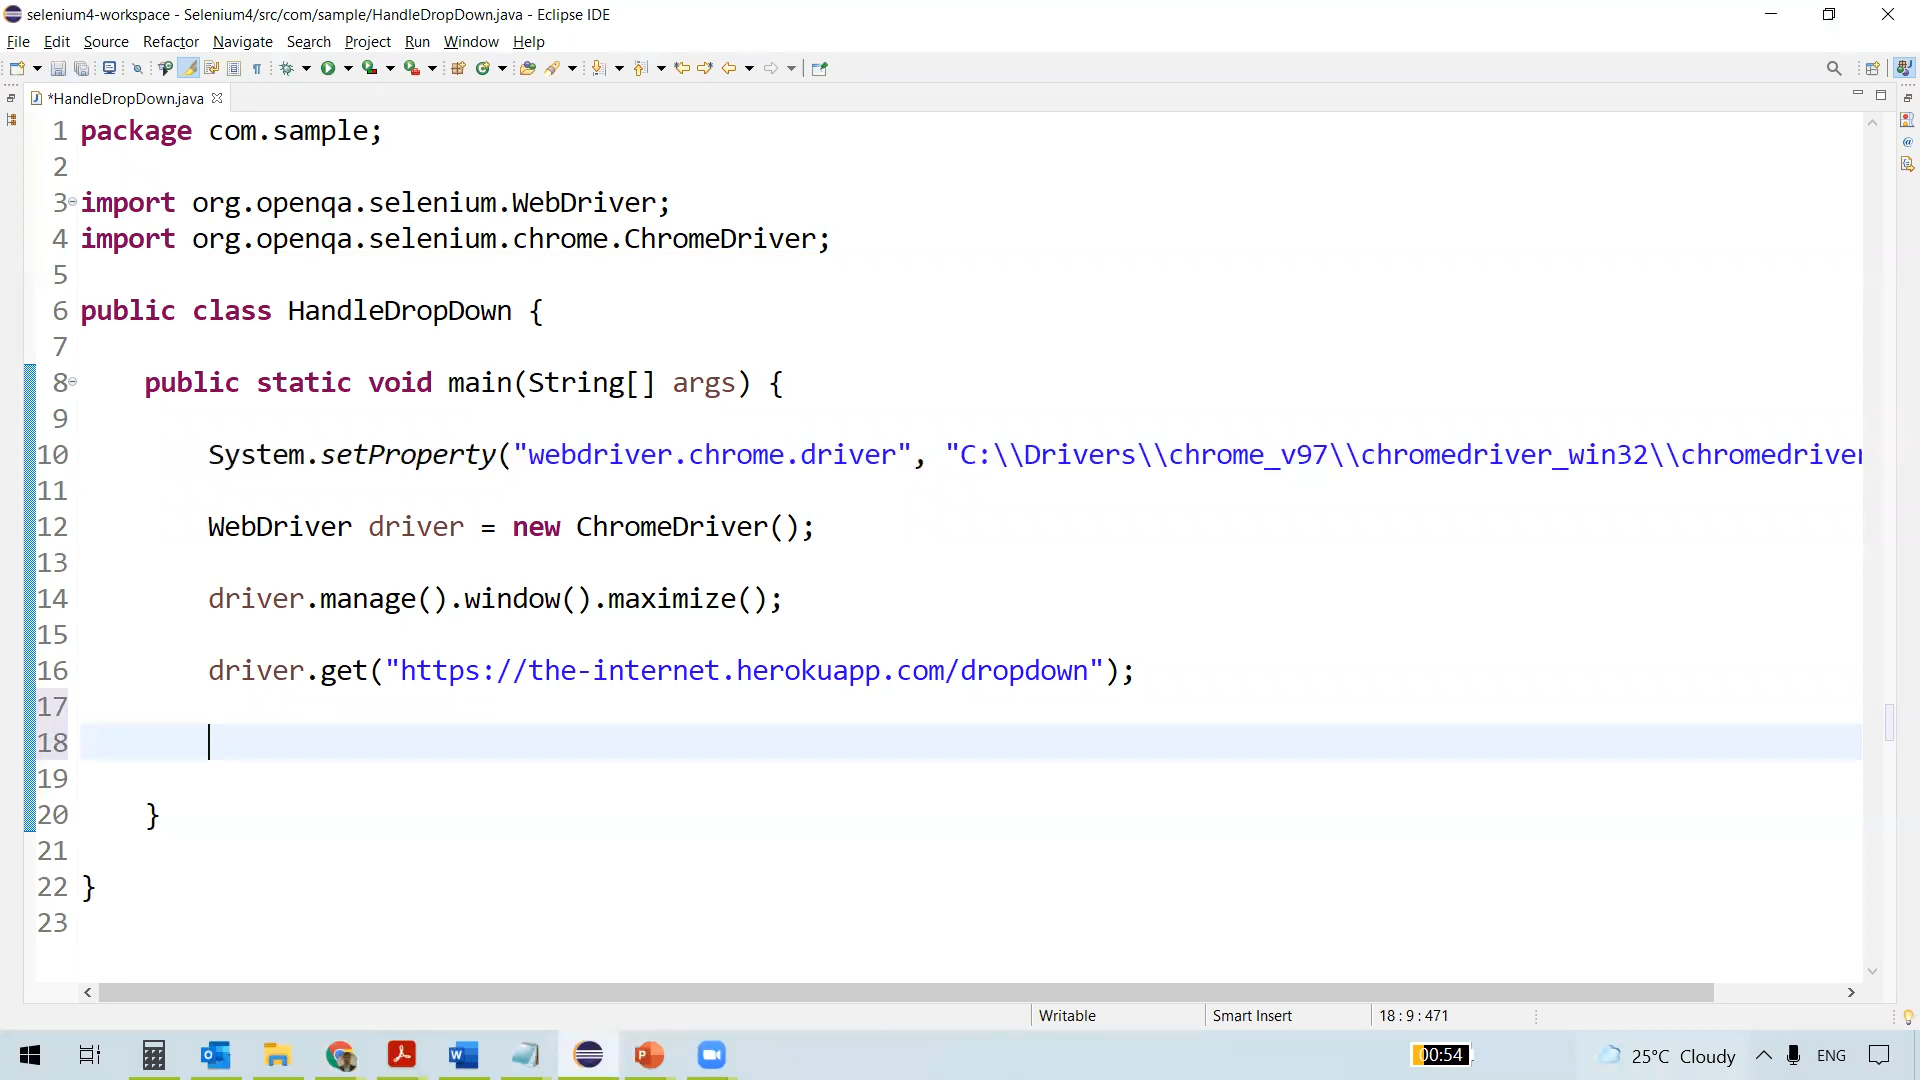 selenium4-workspace - Selenium4/src/com/sample/HandleDropDown.java - Eclipse IDE
File Edit Source Refactor Navigate Search Project Run Window Help
*HandleDropDown.java
1 package com.sample;
2
3 import org.openqa.selenium.WebDriver;
4 import org.openqa.selenium.chrome.ChromeDriver;
5
6 public class HandleDropDown {
7
8 public static void main(String[] args) {
9
10 System.setProperty("webdriver.chrome.driver", "C:\\Drivers\\chrome_v97\\chromedriver_win32\\chromedriver
11
12 WebDriver driver = new ChromeDriver();
13
14 driver.manage().window().maximize();
15
16 driver.get("https://the-internet.herokuapp.com/dropdown");
17
18
19
20 }
21
22 }
23
Writable Smart Insert 18 : 9 : 471
00:54 25°C Cloudy ENG